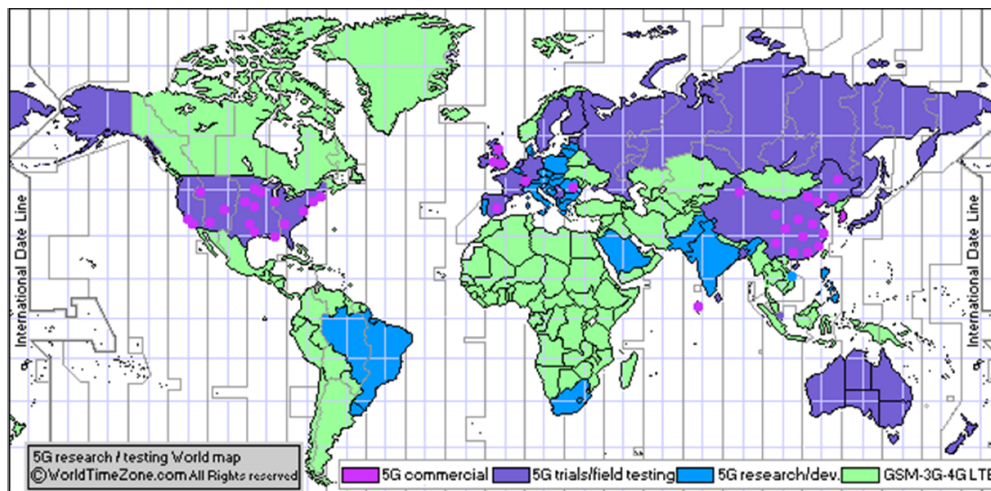 International Date Line
International Date Line
5G research / testing World map
©WorldTimeZone.com All Rights reserved
5G commercial
5G trials/field testing
5G research/dev.
GSM-3G-4G LTE